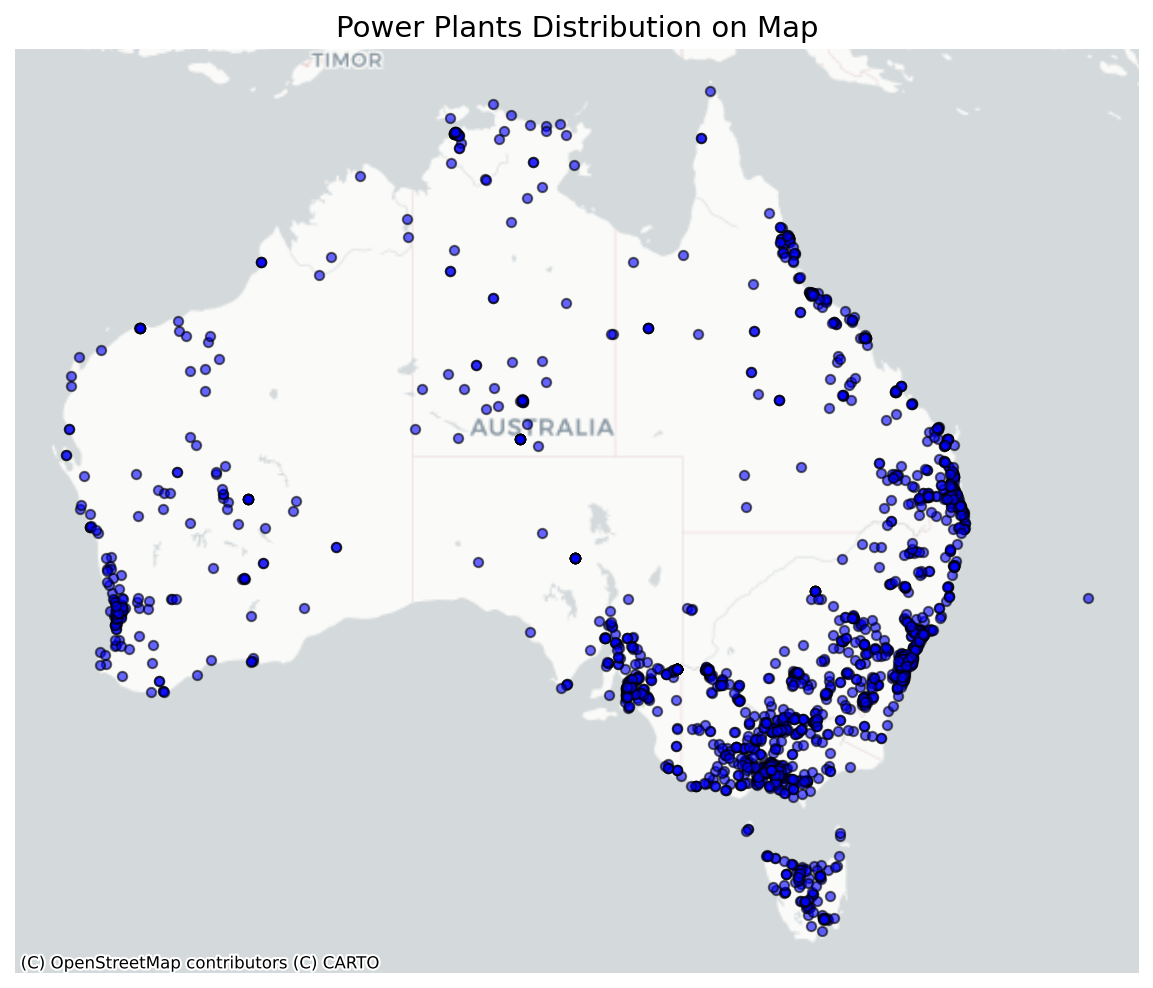 Power Plants Distribution on Map
TIMOR
AUSTRALIA
(C) OpenStreetMap contributors (C) CARTO